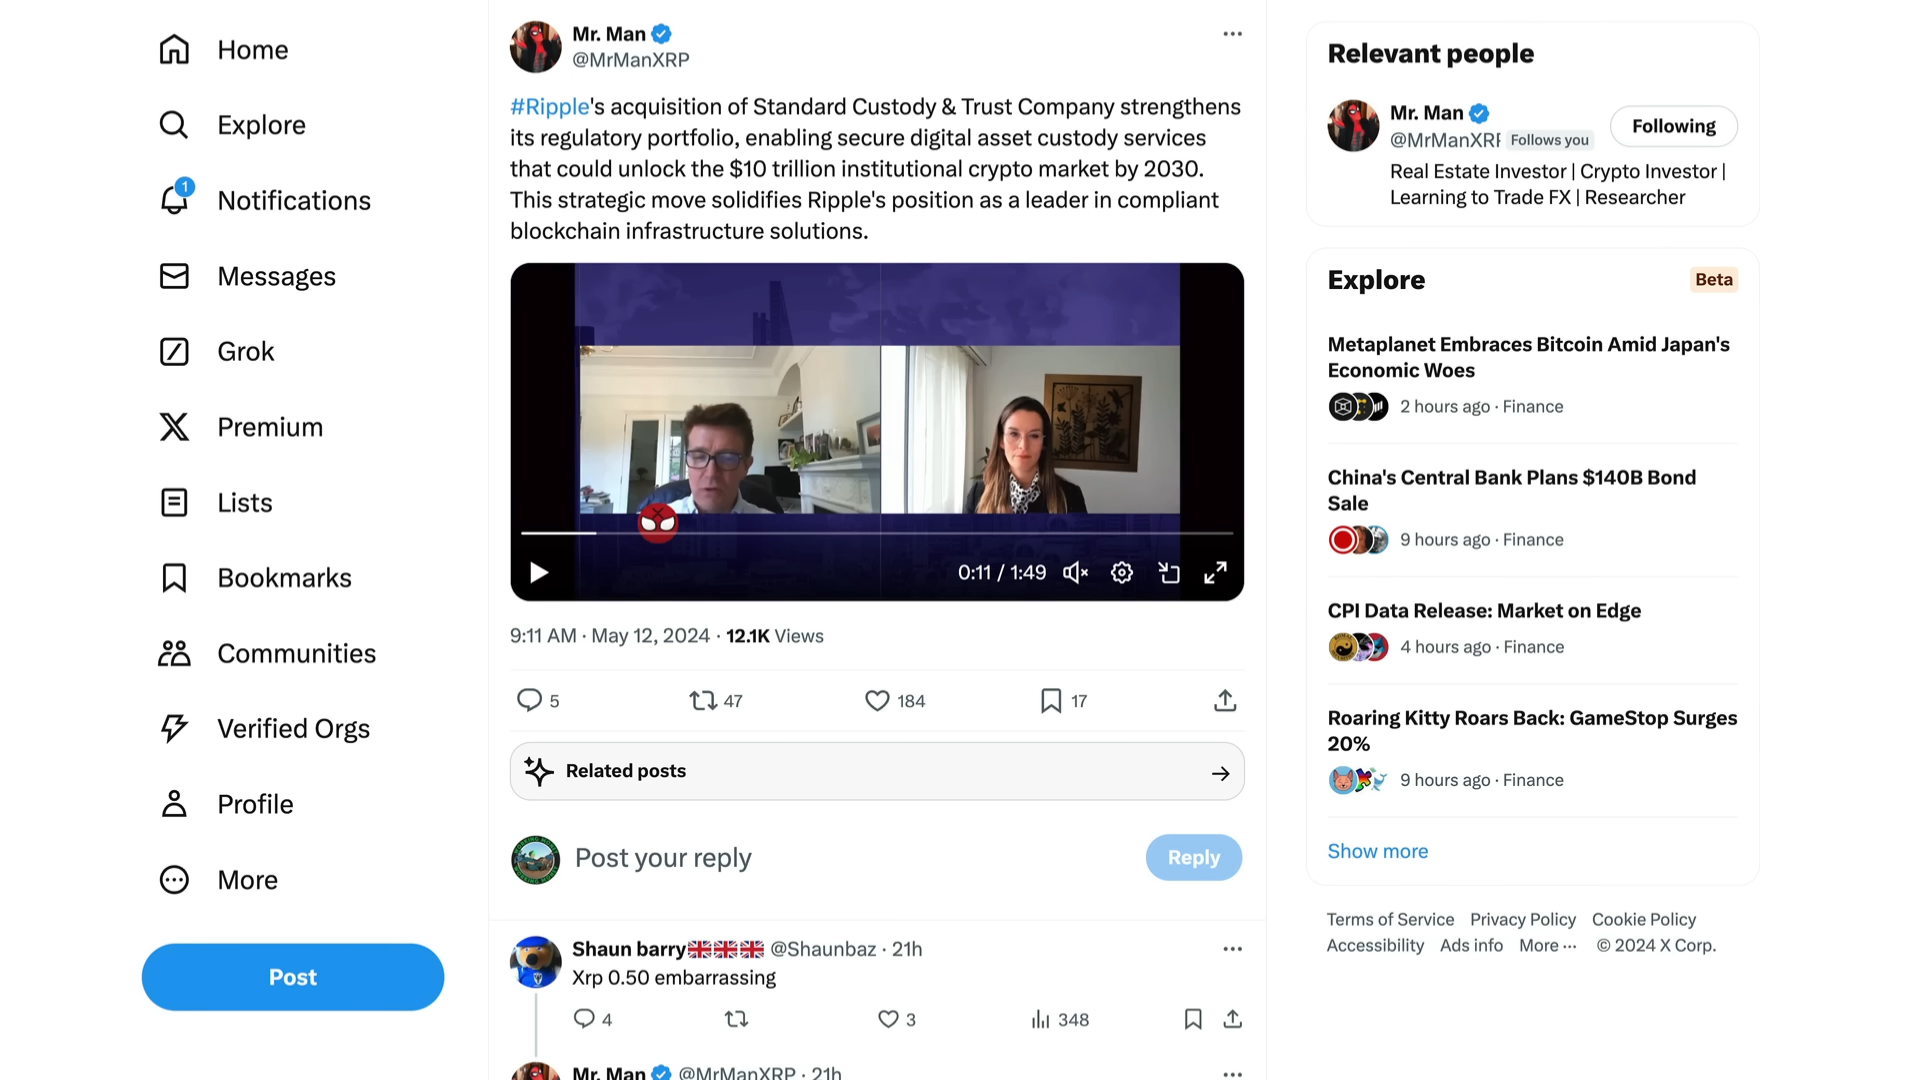 Home
Explore
1
Notifications
Messages
Grok
Premium
Lists
Bookmarks
Communities
Verified Orgs
Profile
More
Post
Mr. Man
@MrManXRP
#Ripple's acquisition of Standard Custody & Trust Company strengthens
its regulatory portfolio, enabling secure digital asset custody services
that could unlock the $10 trillion institutional crypto market by 2030.
This strategic move solidifies Ripple's position as a leader in compliant
blockchain infrastructure solutions.
0:11 / 1:49
9:11 AM · May 12, 2024 · 12.1K Views
5 47 184 17
Related posts
Post your reply
Reply
Shaun barry🇬🇧🇬🇧🇬🇧 @Shaunbaz · 21h
Xrp 0.50 embarrassing
4 3 348
Mr. Man @MrManXRP · 21h
Relevant people
Mr. Man
@MrManXRP Follows you
Following
Real Estate Investor | Crypto Investor |
Learning to Trade FX | Researcher
Explore
Beta
Metaplanet Embraces Bitcoin Amid Japan's
Economic Woes
2 hours ago · Finance
China's Central Bank Plans $140B Bond
Sale
9 hours ago · Finance
CPI Data Release: Market on Edge
4 hours ago · Finance
Roaring Kitty Roars Back: GameStop Surges
20%
9 hours ago · Finance
Show more
Terms of Service Privacy Policy Cookie Policy
Accessibility Ads info More ··· © 2024 X Corp.